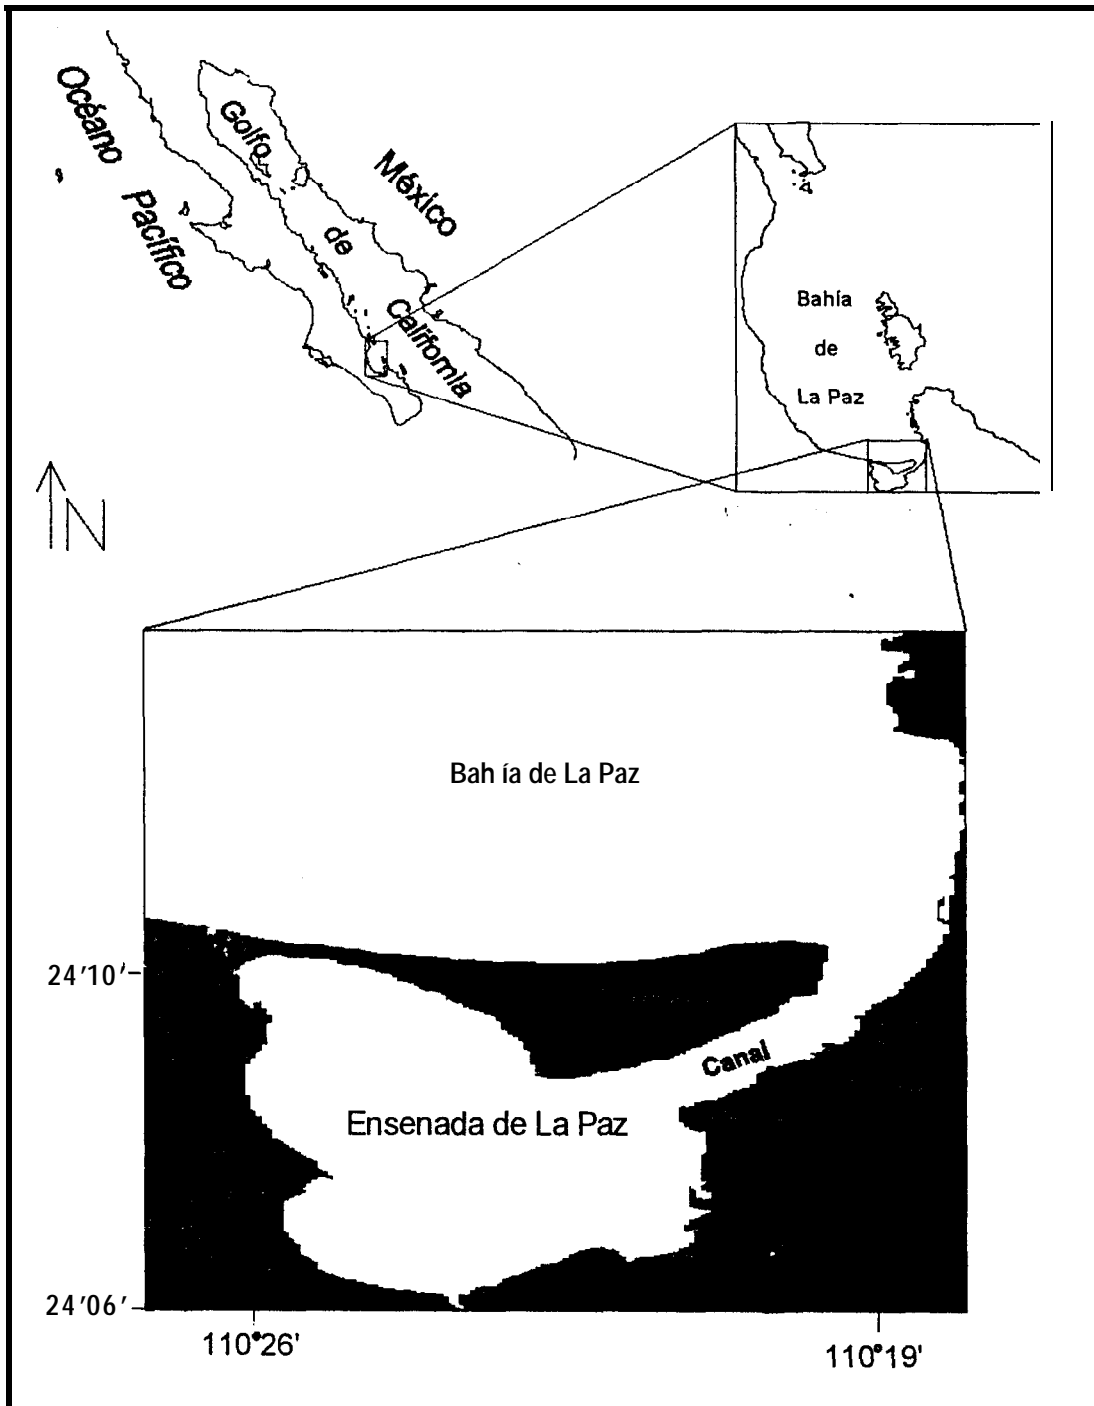 Océano
Pacífico
Golfo
de
California
México
N
Bahía
de
La Paz
Bah ía de La Paz
24'10'
Canal
Ensenada de La Paz
24'06'
110°26'
110°19'